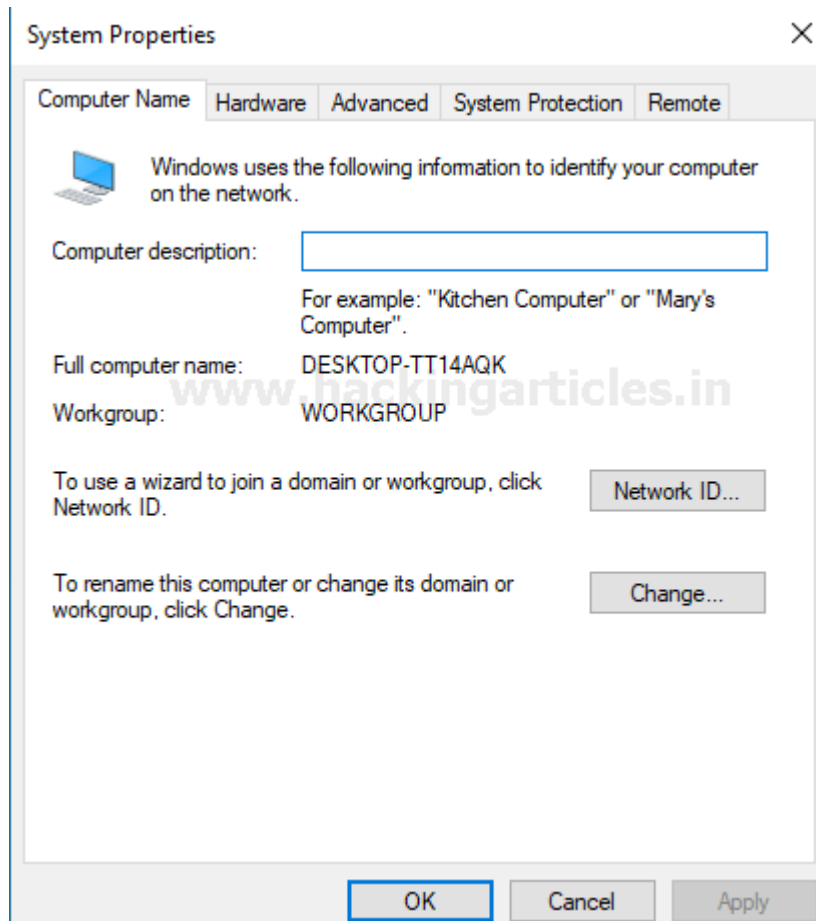 System Properties
Computer Name
Hardware
Advanced
System Protection
Remote
Windows uses the following information to identify your computer
on the network.
Computer description:
For example: "Kitchen Computer" or "Mary's
Computer".
Full computer name:
DESKTOP-TT14AQK
www.hackingarticles.in
Workgroup:
WORKGROUP
To use a wizard to join a domain or workgroup, click
Network ID.
Network ID...
To rename this computer or change its domain or
workgroup, click Change.
Change...
OK
Cancel
Apply